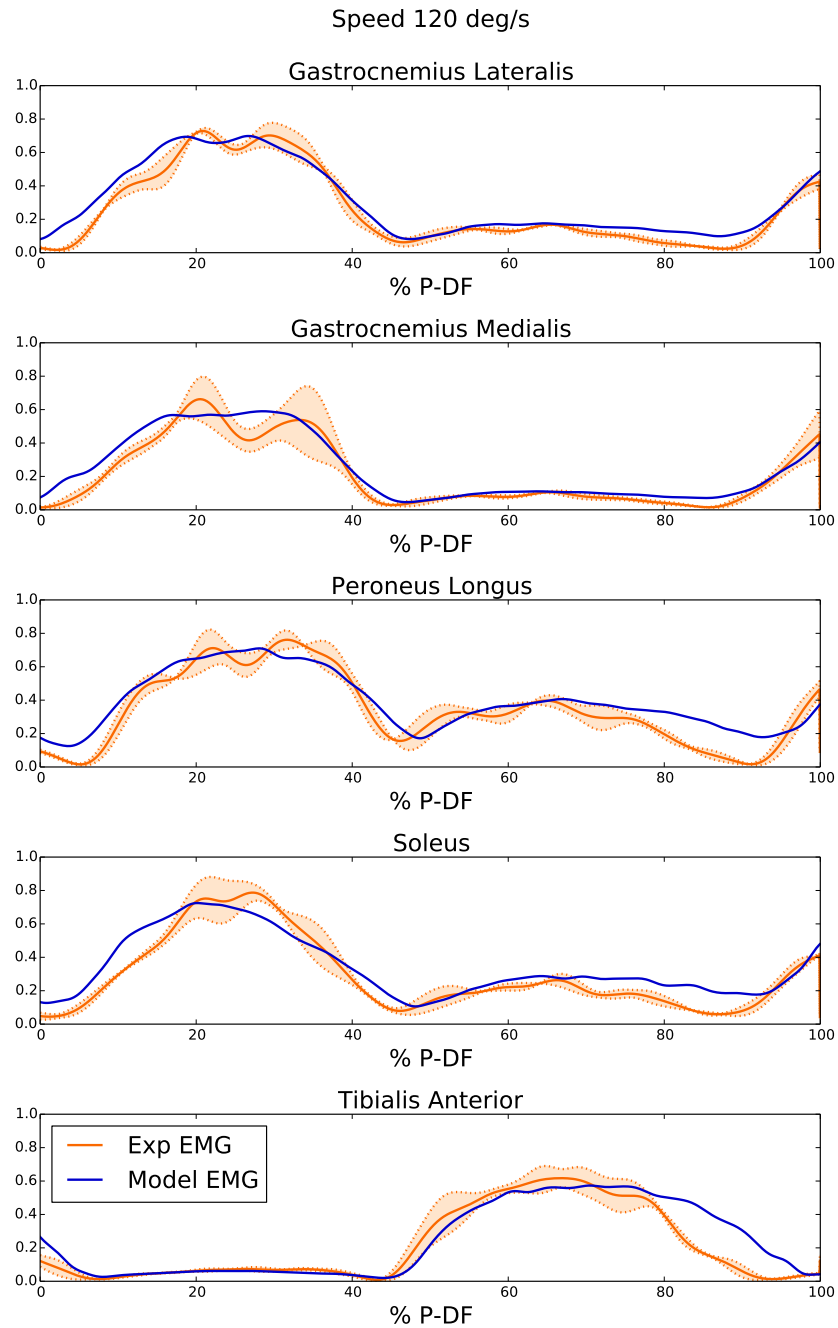 Speed 120 deg/s
Gastrocnemius Lateralis
1.0
0.8
0.6
0.4
0.2
0.0
0 20 40 60 80 100
% P-DF
Gastrocnemius Medialis
1.0
0.8
0.6
0.4
0.2
0.0
0 20 40 60 80 100
% P-DF
Peroneus Longus
1.0
0.8
0.6
0.4
0.2
0.0
0 20 40 60 80 100
% P-DF
Soleus
1.0
0.8
0.6
0.4
0.2
0.0
0 20 40 60 80 100
% P-DF
Tibialis Anterior
1.0
0.8
0.6
0.4
0.2
0.0
Exp EMG
Model EMG
0 20 40 60 80 100
% P-DF